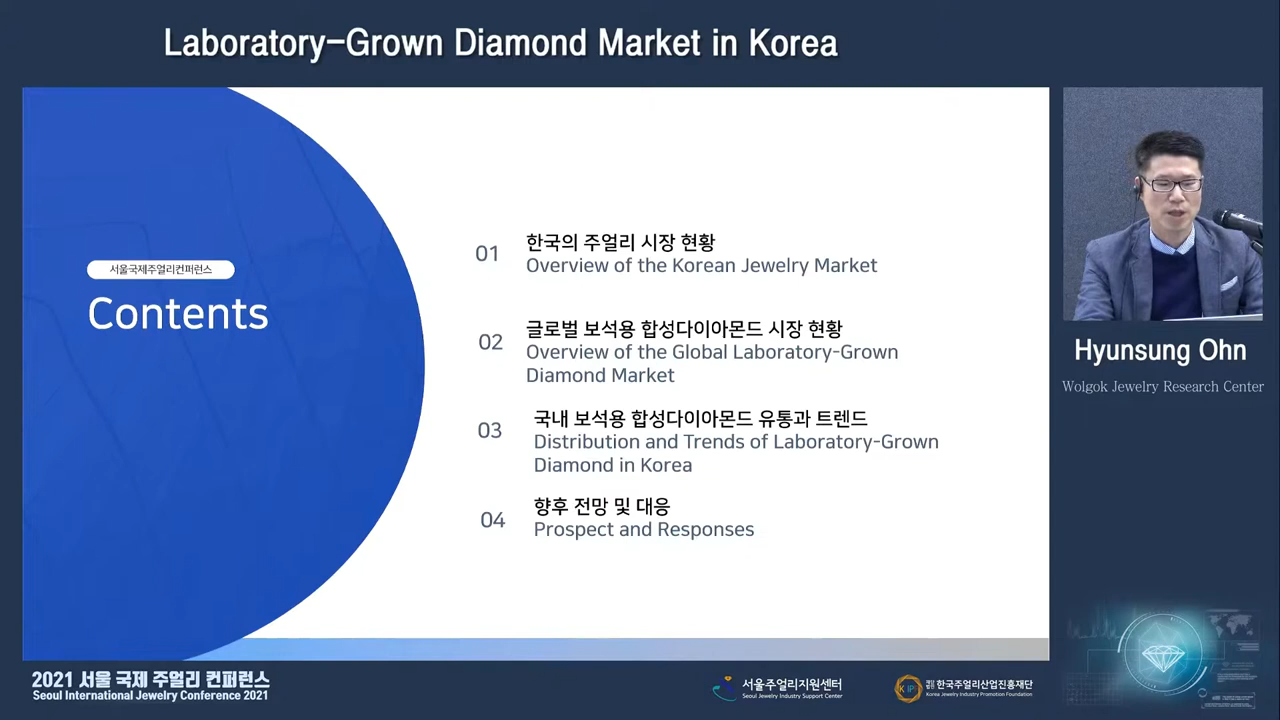 Laboratory-Grown Diamond Market in Korea
서울국제주얼리컨퍼런스
Contents
01
한국의 주얼리 시장 현황
Overview of the Korean Jewelry Market
02
글로벌 보석용 합성다이아몬드 시장 현황
Overview of the Global Laboratory-Grown
Diamond Market
03
국내 보석용 합성다이아몬드 유통과 트렌드
Distribution and Trends of Laboratory-Grown
Diamond in Korea
04
향후 전망 및 대응
Prospect and Responses
Hyunsung Ohn
Wolgok Jewelry Research Center
2021 서울 국제 주얼리 컨퍼런스
Seoul International Jewelry Conference 2021
서울주얼리지원센터
Seoul Jewelry Industry Support Center
재단법인 한국주얼리산업진흥재단
Korea Jewelry Industry Promotion Foundation